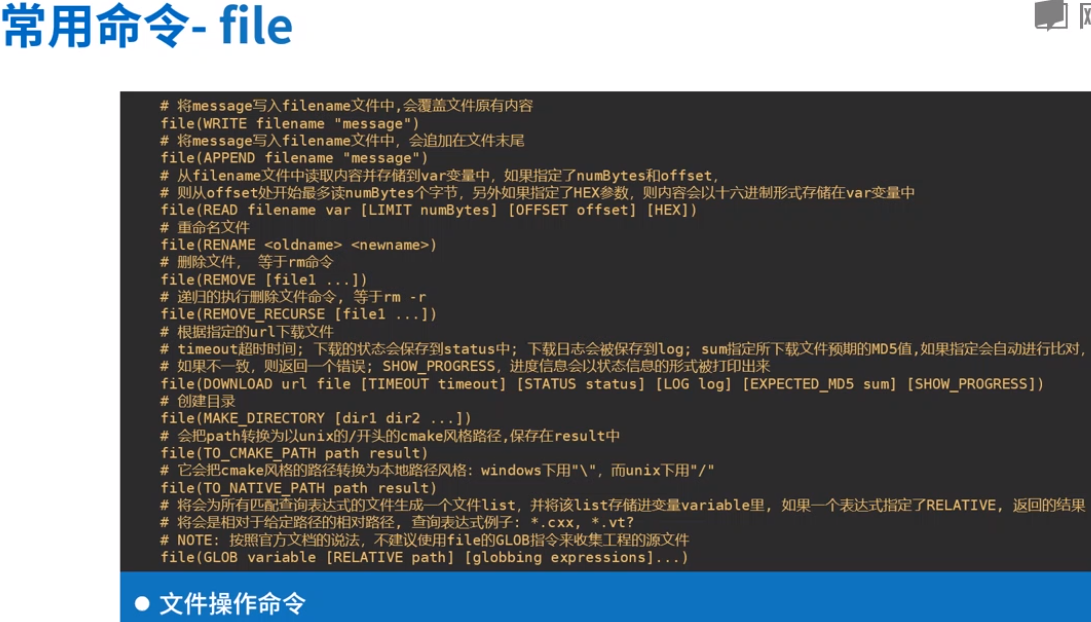 常用命令- file
# 将message写入filename文件中,会覆盖文件原有内容
file(WRITE filename "message")
# 将message写入filename文件中，会追加在文件末尾
file(APPEND filename "message")
# 从filename文件中读取内容并存储到var变量中，如果指定了numBytes和offset，
# 则从offset处开始最多读numBytes个字节，另外如果指定了HEX参数，则内容会以十六进制形式存储在var变量中
file(READ filename var [LIMIT numBytes] [OFFSET offset] [HEX])
# 重命名文件
file(RENAME <oldname> <newname>)
# 删除文件， 等于rm命令
file(REMOVE [file1 ...])
# 递归的执行删除文件命令, 等于rm -r
file(REMOVE_RECURSE [file1 ...])
# 根据指定的url下载文件
# timeout超时时间; 下载的状态会保存到status中; 下载日志会被保存到log; sum指定所下载文件预期的MD5值,如果指定会自动进行比对,
# 如果不一致，则返回一个错误; SHOW_PROGRESS，进度信息会以状态信息的形式被打印出来
file(DOWNLOAD url file [TIMEOUT timeout] [STATUS status] [LOG log] [EXPECTED_MD5 sum] [SHOW_PROGRESS])
# 创建目录
file(MAKE_DIRECTORY [dir1 dir2 ...])
# 会把path转换为以unix的/开头的cmake风格路径,保存在result中
file(TO_CMAKE_PATH path result)
# 它会把cmake风格的路径转换为本地路径风格：windows下用"\"，而unix下用"/"
file(TO_NATIVE_PATH path result)
# 将会为所有匹配查询表达式的文件生成一个文件list，并将该list存储进变量variable里, 如果一个表达式指定了RELATIVE, 返回的结果
# 将会是相对于给定路径的相对路径, 查询表达式例子: *.cxx, *.vt?
# NOTE: 按照官方文档的说法，不建议使用file的GLOB指令来收集工程的源文件
file(GLOB variable [RELATIVE path] [globbing expressions]...)
● 文件操作命令